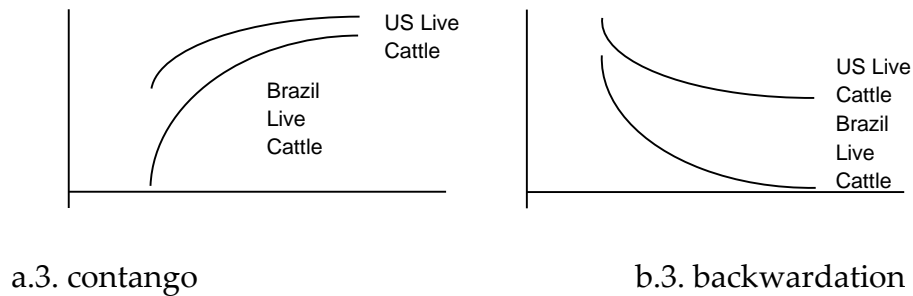 US Live
Cattle
Brazil
Live
Cattle
US Live
Cattle
Brazil
Live
Cattle
a.3. contango
b.3. backwardation